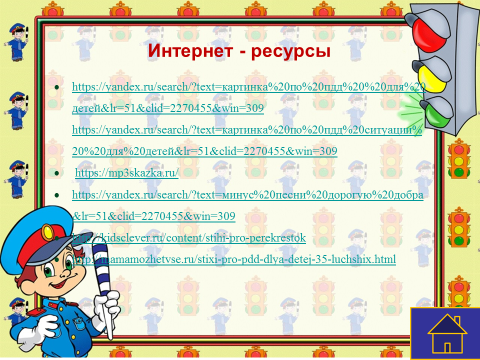 Интернет - ресурсы
https://yandex.ru/search/?text=картинка%20по%20пдд%20%20для%20
детей&lr=51&clid=2270455&win=309
https://yandex.ru/search/?text=картинка%20по%20пдд%20ситуации%
20%20для%20детей&lr=51&clid=2270455&win=309
https://mp3skazka.ru/
https://yandex.ru/search/?text=минус%20песни%20дорогую%20добра
&lr=51&clid=2270455&win=309
kidsclever.ru/content/stihi-pro-perekrestok
mamamozhetvse.ru/stixi-pro-pdd-dlya-detej-35-luchshix.html